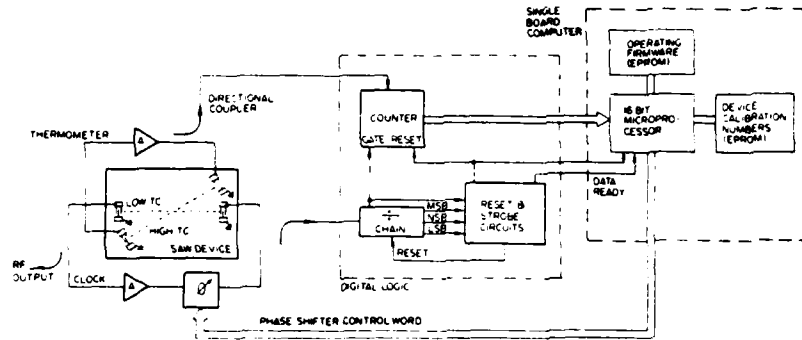 SINGLE
BOARD
COMPUTER
OPERATING
FIRMWARE
(EPROM)
DIRECTIONAL
COUPLER
COUNTER
GATE RESET
16 BIT
MICROPRO-
CESSOR
DEVICE
CALIBRATION
NUMBERS
(EPROM)
THERMOMETER
A
DATA
READY
LOW TC
HIGH TC
SAW DEVICE
÷
CHAIN
MSB
NSB
LSB
RESET &
STROBE
CIRCUITS
RESET
RF
OUTPUT
CLOCK
A
Ø
DIGITAL LOGIC
PHASE SHIFTER CONTROL WORD